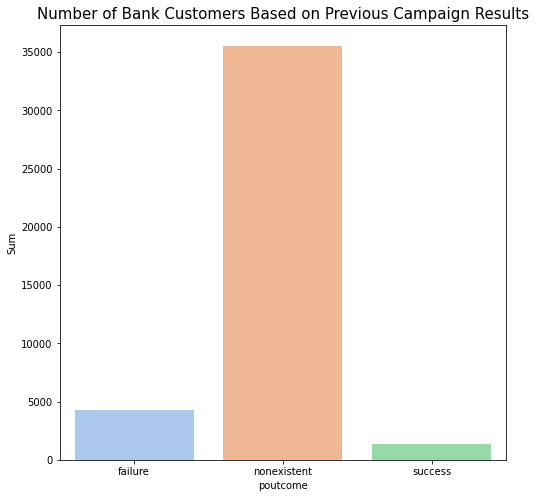 Number of Bank Customers Based on Previous Campaign Results
35000
30000
25000
20000
15000
10000
5000
0
Sum
failure
nonexistent
success
poutcome